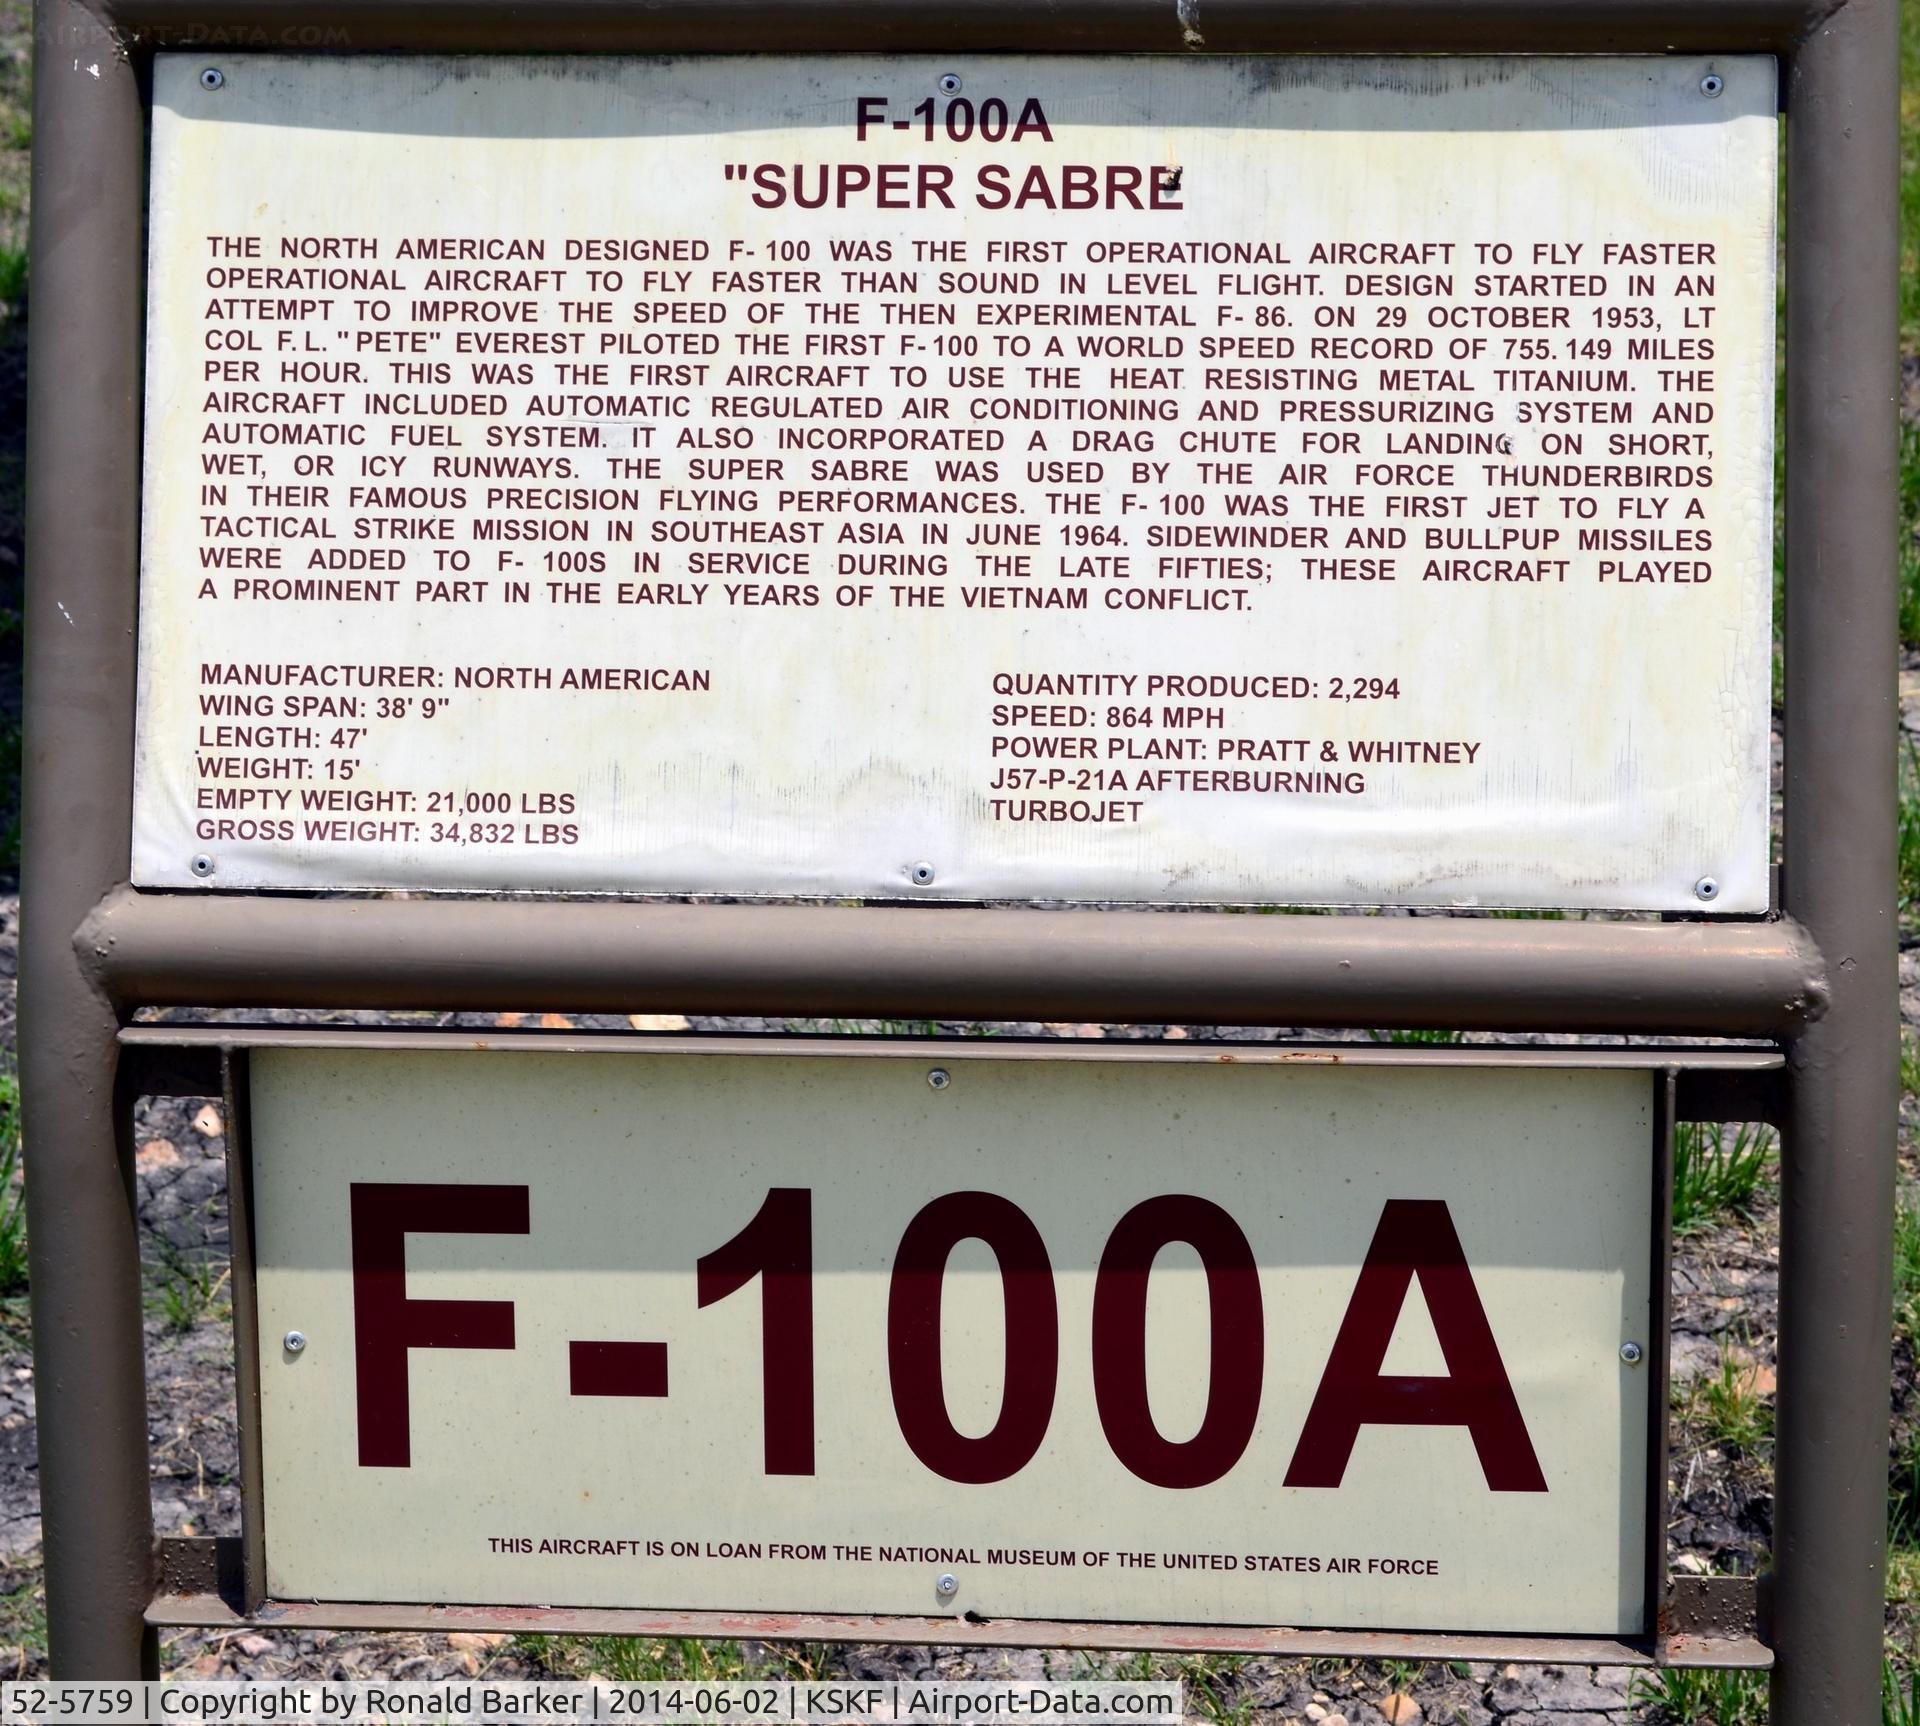 AIRPORT-DATA.COM
F-100A
"SUPER SABRE
THE NORTH AMERICAN DESIGNED F- 100 WAS THE FIRST OPERATIONAL AIRCRAFT TO FLY FASTER
OPERATIONAL AIRCRAFT TO FLY FASTER THAN SOUND IN LEVEL FLIGHT. DESIGN STARTED IN AN
ATTEMPT TO IMPROVE THE SPEED OF THE THEN EXPERIMENTAL F- 86. ON 29 OCTOBER 1953, LT
COL F. L. "PETE" EVEREST PILOTED THE FIRST F-100 TO A WORLD SPEED RECORD OF 755.149 MILES
PER HOUR. THIS WAS THE FIRST AIRCRAFT TO USE THE HEAT RESISTING METAL TITANIUM. THE
AIRCRAFT INCLUDED AUTOMATIC REGULATED AIR CONDITIONING AND PRESSURIZING SYSTEM AND
AUTOMATIC FUEL SYSTEM. IT ALSO INCORPORATED A DRAG CHUTE FOR LANDING ON SHORT,
WET, OR ICY RUNWAYS. THE SUPER SABRE WAS USED BY THE AIR FORCE THUNDERBIRDS
IN THEIR FAMOUS PRECISION FLYING PERFORMANCES. THE F- 100 WAS THE FIRST JET TO FLY A
TACTICAL STRIKE MISSION IN SOUTHEAST ASIA IN JUNE 1964. SIDEWINDER AND BULLPUP MISSILES
WERE ADDED TO F- 100S IN SERVICE DURING THE LATE FIFTIES; THESE AIRCRAFT PLAYED
A PROMINENT PART IN THE EARLY YEARS OF THE VIETNAM CONFLICT.
MANUFACTURER: NORTH AMERICAN
WING SPAN: 38' 9"
LENGTH: 47'
WEIGHT: 15'
EMPTY WEIGHT: 21,000 LBS
GROSS WEIGHT: 34,832 LBS
QUANTITY PRODUCED: 2,294
SPEED: 864 MPH
POWER PLANT: PRATT & WHITNEY
J57-P-21A AFTERBURNING
TURBOJET
F-100A
THIS AIRCRAFT IS ON LOAN FROM THE NATIONAL MUSEUM OF THE UNITED STATES AIR FORCE
52-5759 | Copyright by Ronald Barker | 2014-06-02 | KSKF | Airport-Data.com